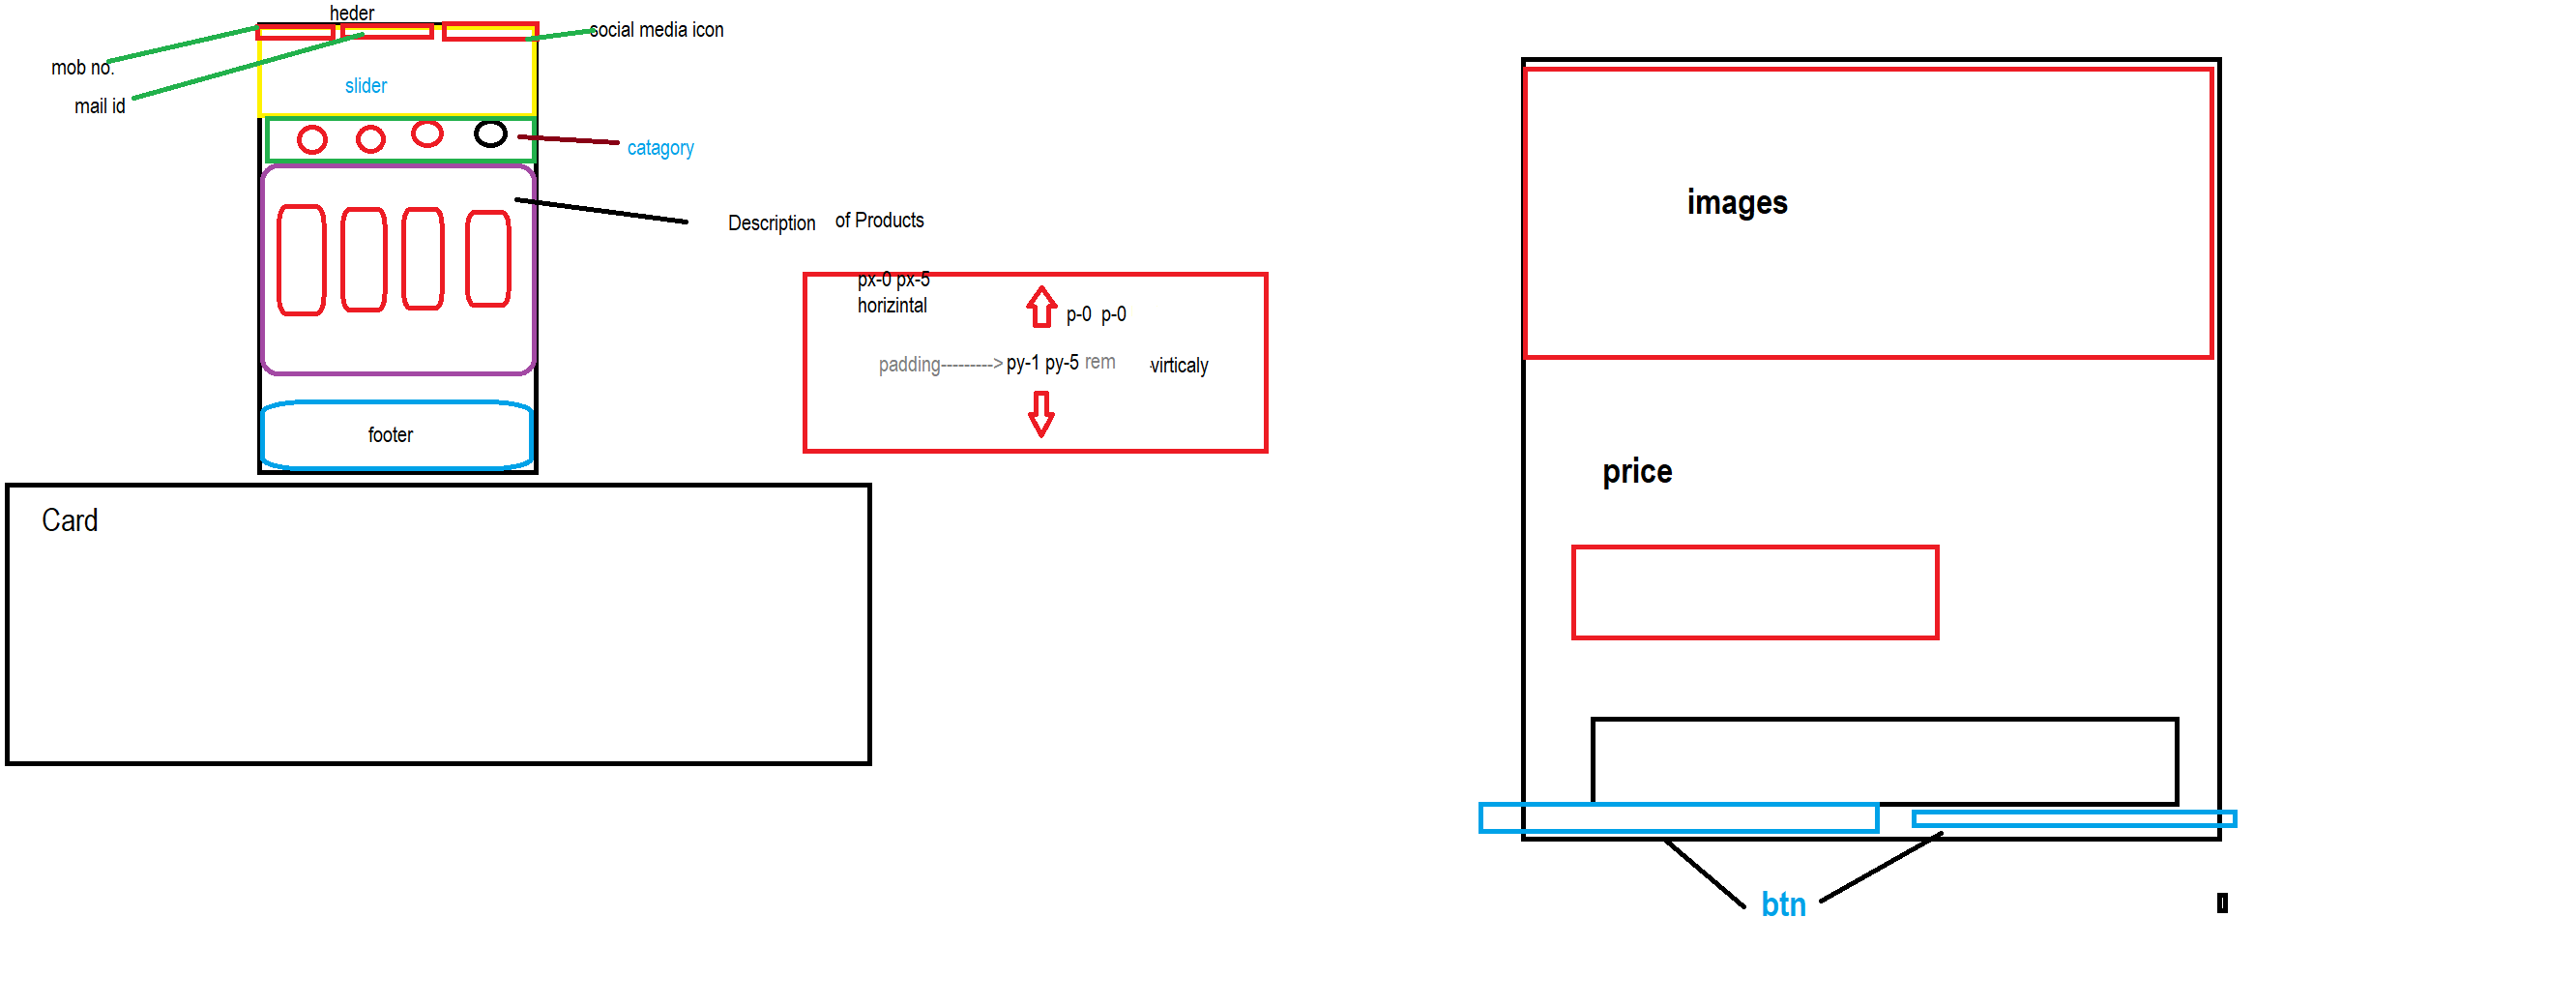 heder
social media icon
mob no.
slider
mail id
catagory
Description of Products
px-0 px-5
horizintal
p-0 p-0
padding---------> py-1 py-5 rem virticaly
footer
Card
images
price
btn